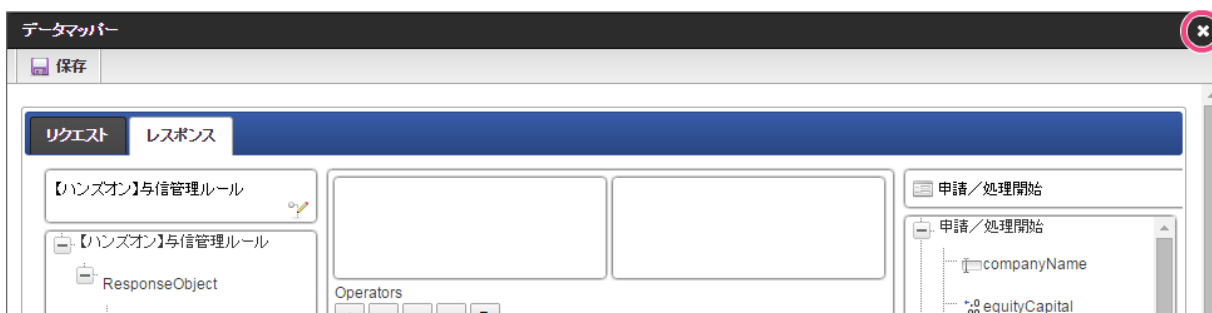 データマッパー
保存
リクエスト レスポンス
【ハンズオン】与信管理ルール
申請／処理開始
【ハンズオン】与信管理ルール
申請／処理開始
companyName
ResponseObject
Operators
equityCapital